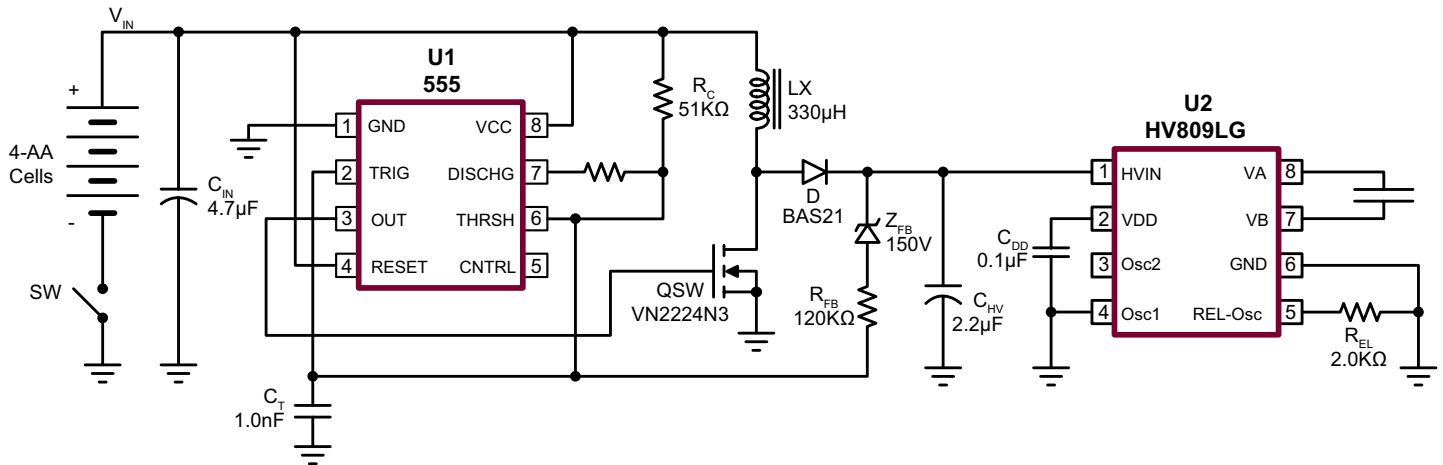 VIN
+
4-AA
Cells
-
SW
CIN
4.7µF
U1
555
1
GND
2
TRIG
3
OUT
4
RESET
VCC
8
DISCHG
7
THRSH
6
CNTRL
5
RC
51KΩ
LX
330µH
D
BAS21
ZFB
150V
QSW
VN2224N3
RFB
120KΩ
CHV
2.2µF
CT
1.0nF
U2
HV809LG
1
HVIN
2
VDD
3
Osc2
4
Osc1
VA
8
VB
7
GND
6
REL-Osc
5
CDD
0.1µF
REL
2.0KΩ